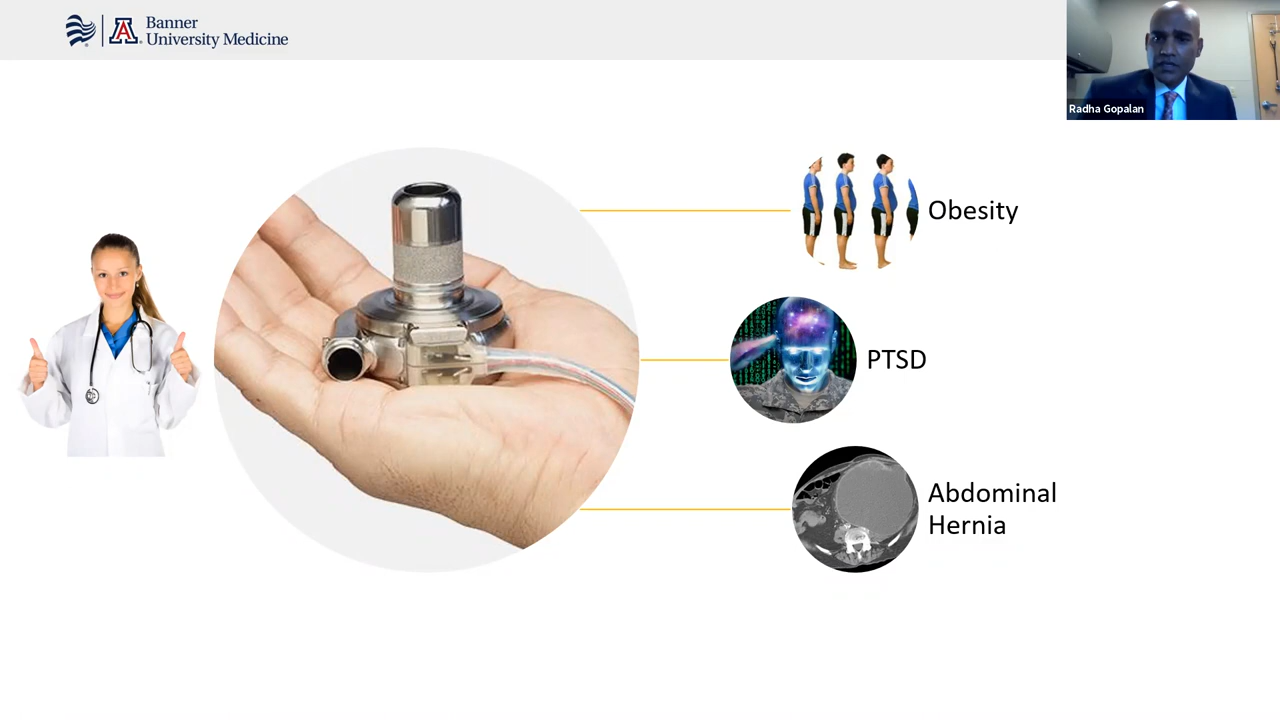 Banner
University Medicine
Radha Gopalan
Obesity
PTSD
Abdominal
Hernia